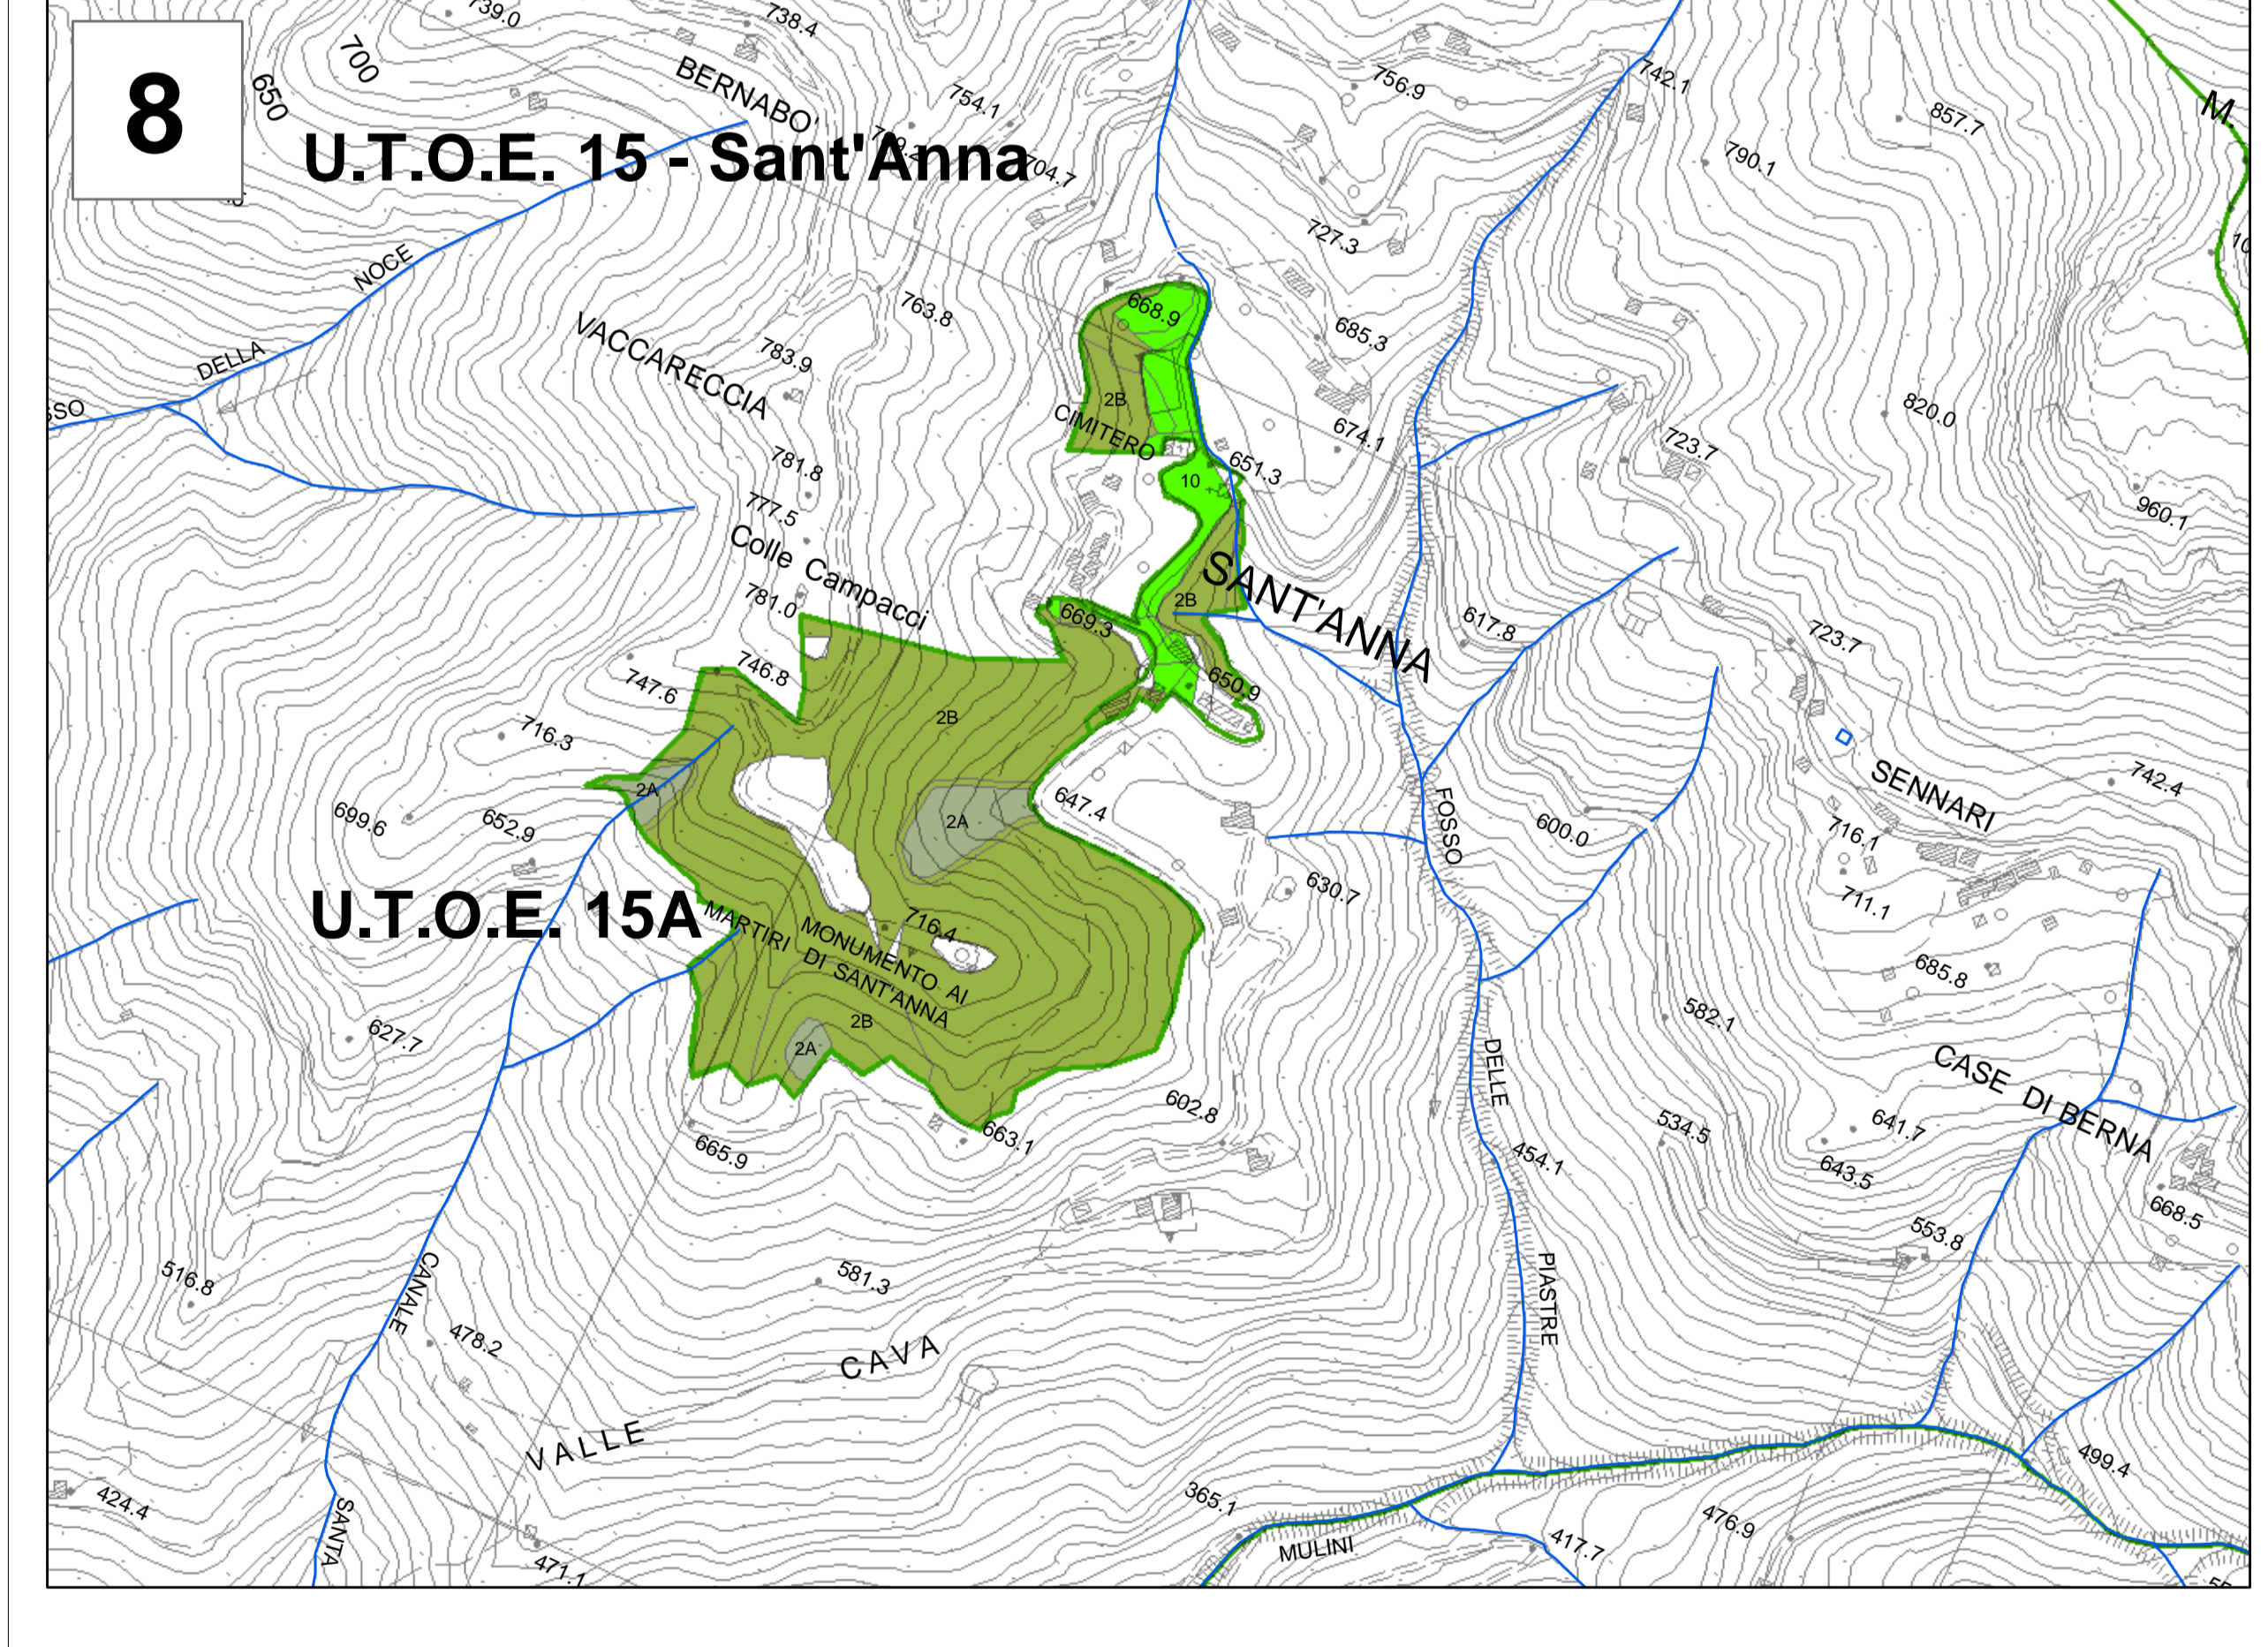 8
739.0
738.4
700
650
BERNABO'
754.1
756.9
742.1
857.7
M.
U.T.O.E. 15 - Sant'Anna
704.7
790.1
727.3
NOCE
763.8
668.9
685.3
DELLA
VACCARECCIA
783.9
2B
CIMITERO
674.1
820.0
723.7
781.8
651.3
10
777.5
960.1
Colle Campacci
781.0
SANT'ANNA
2B
669.3
617.8
723.7
746.8
747.6
650.9
2B
716.3
742.4
SENNARI
2A
699.6
652.9
2A
647.4
FOSSO
600.0
716.1
630.7
711.1
U.T.O.E. 15A
716.4
MONUMENTO AI
MARTIRI DI SANT'ANNA
685.8
582.1
627.7
2B
2A
DELLE
CASE DI BERNA
602.8
534.5
641.7
663.1
665.9
454.1
643.5
668.5
553.8
516.8
581.3
PIASTRE
CANALE
478.2
CAVA
VALLE
499.4
424.4
365.1
476.9
SANTA
MULINI
417.7
471.1